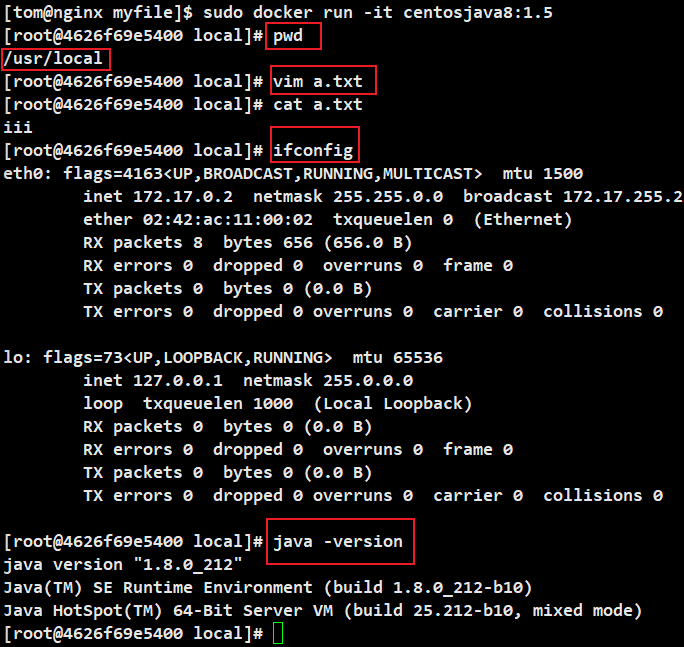 [tom@nginx myfile]$ sudo docker run -it centosjava8:1.5
[root@4626f69e5400 local]# pwd
/usr/local
[root@4626f69e5400 local]# vim a.txt
[root@4626f69e5400 local]# cat a.txt
iii
[root@4626f69e5400 local]# ifconfig
eth0: flags=4163<UP,BROADCAST,RUNNING,MULTICAST>  mtu 1500
        inet 172.17.0.2  netmask 255.255.0.0  broadcast 172.17.255.2
        ether 02:42:ac:11:00:02  txqueuelen 0  (Ethernet)
        RX packets 8  bytes 656 (656.0 B)
        RX errors 0  dropped 0  overruns 0  frame 0
        TX packets 0  bytes 0 (0.0 B)
        TX errors 0  dropped 0 overruns 0  carrier 0  collisions 0

lo: flags=73<UP,LOOPBACK,RUNNING>  mtu 65536
        inet 127.0.0.1  netmask 255.0.0.0
        loop  txqueuelen 1000  (Local Loopback)
        RX packets 0  bytes 0 (0.0 B)
        RX errors 0  dropped 0  overruns 0  frame 0
        TX packets 0  bytes 0 (0.0 B)
        TX errors 0  dropped 0 overruns 0  carrier 0  collisions 0

[root@4626f69e5400 local]# java -version
java version "1.8.0_212"
Java(TM) SE Runtime Environment (build 1.8.0_212-b10)
Java HotSpot(TM) 64-Bit Server VM (build 25.212-b10, mixed mode)
[root@4626f69e5400 local]#